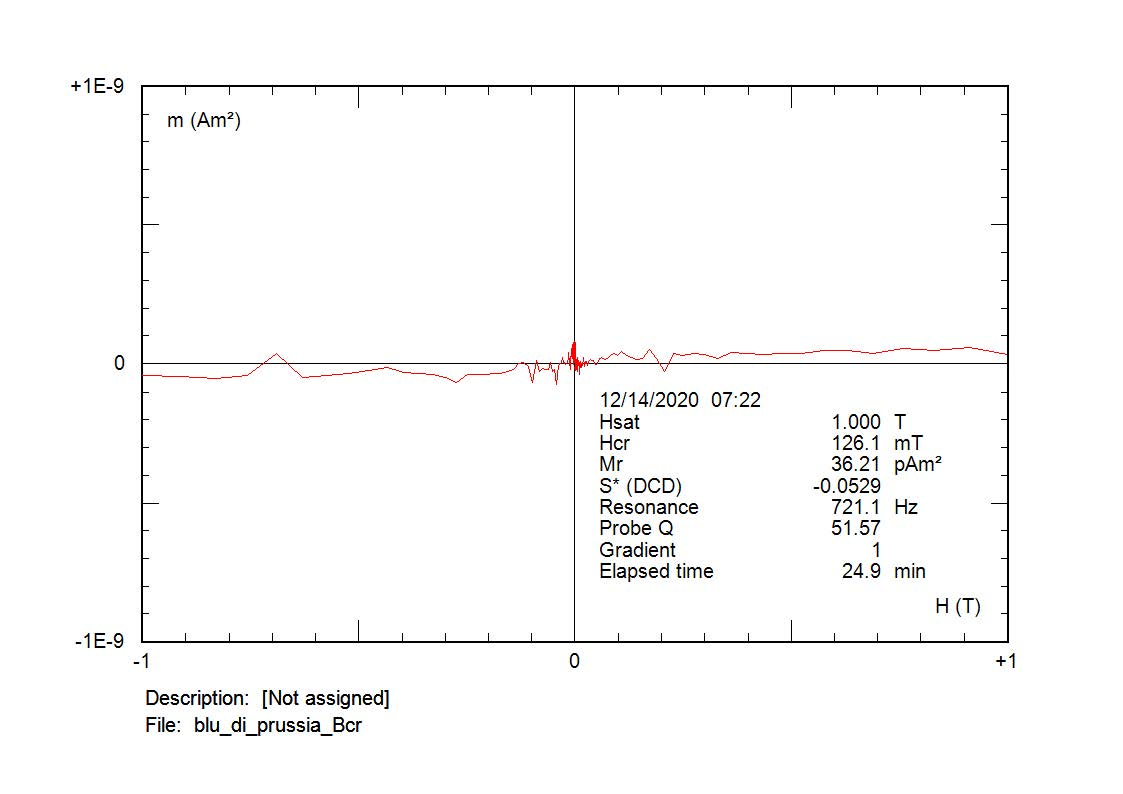 +1E-9
m (Am²)
0
12/14/2020 07:22
Hsat 1.000 T
Hcr 126.1 mT
Mr 36.21 pAm²
S* (DCD) -0.0529
Resonance 721.1 Hz
Probe Q 51.57
Gradient 1
Elapsed time 24.9 min
H (T)
-1E-9
-1 0 +1
Description: [Not assigned]
File: blu_di_prussia_Bcr